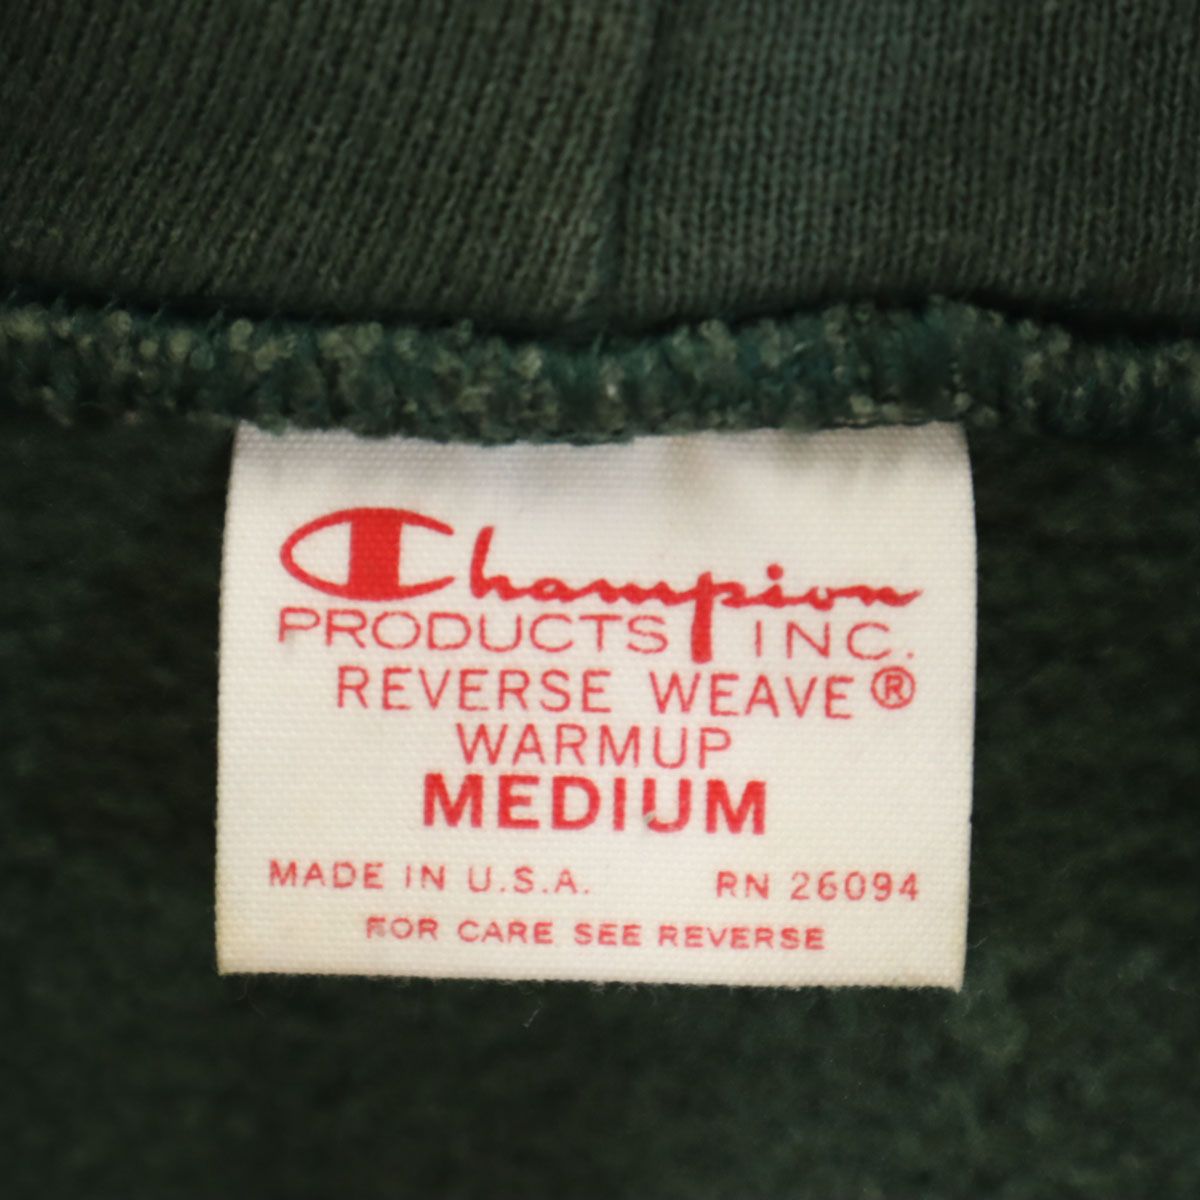 Champion
PRODUCTS INC.
REVERSE WEAVE ®
WARMUP
MEDIUM
MADE IN U.S.A. RN 26094
FOR CARE SEE REVERSE